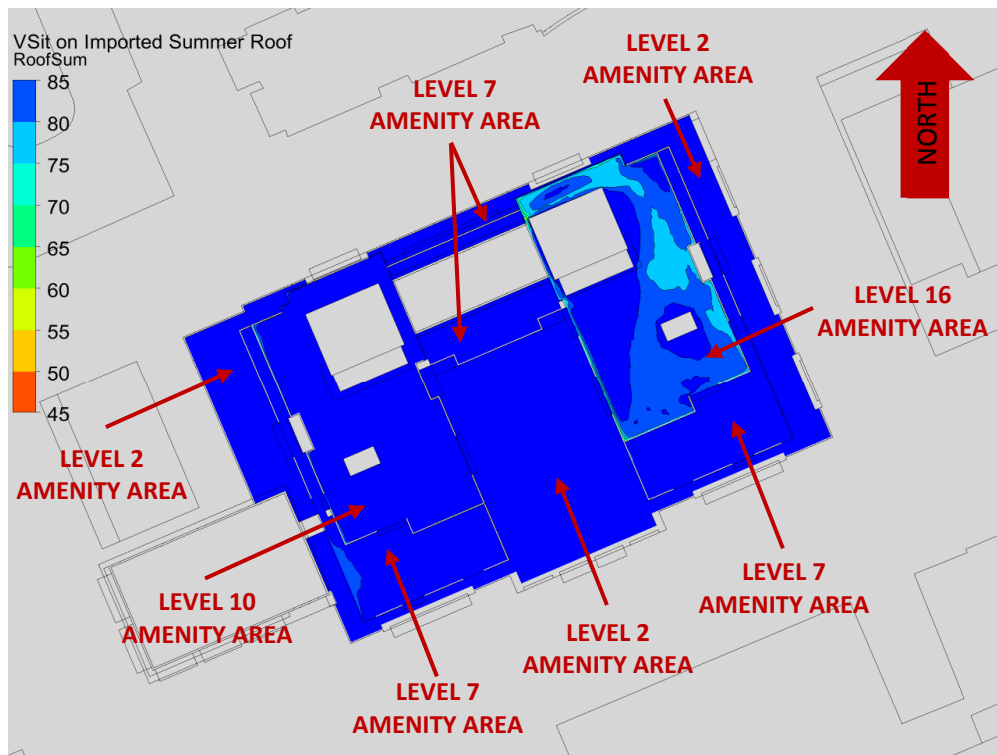 VSit on Imported Summer Roof
RoofSum
85
80
75
70
65
60
55
50
45
LEVEL 7
AMENITY AREA
LEVEL 2
AMENITY AREA
NORTH
LEVEL 16
AMENITY AREA
LEVEL 2
AMENITY AREA
LEVEL 10
AMENITY AREA
LEVEL 7
AMENITY AREA
LEVEL 2
AMENITY AREA
LEVEL 7
AMENITY AREA